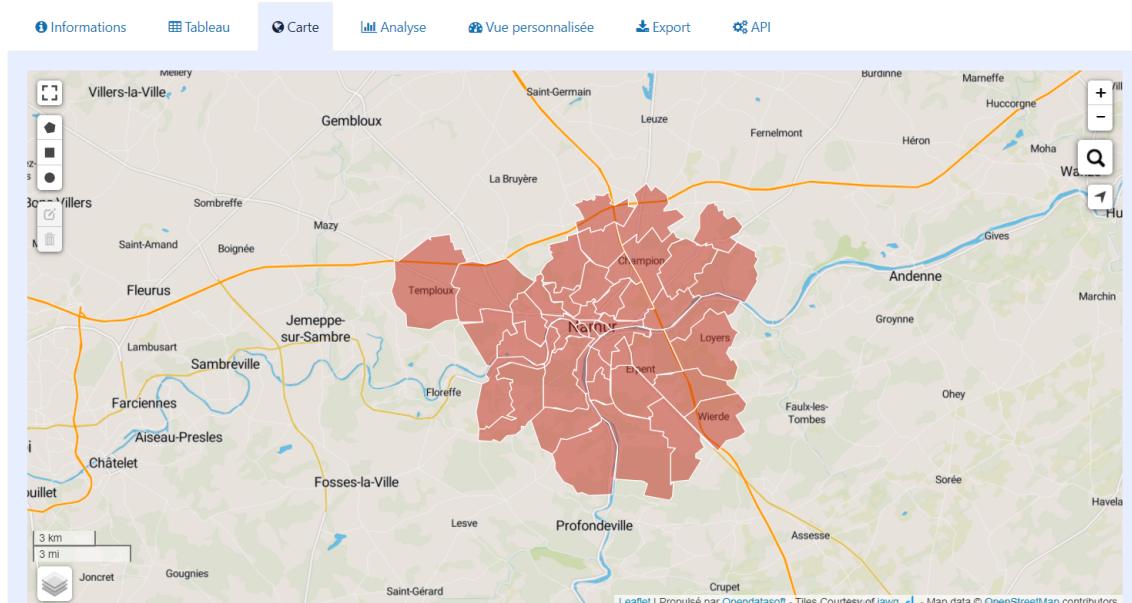 Informations
Tableau
Carte
Analyse
Vue personnalisée
Export
API
Mellery
Burdinne
Marneffe
Villers-la-Ville
Saint-Germain
+
−
Huccorgne
Gembloux
Leuze
Fernelmont
Héron
Moha
La Bruyère
Villers
Sombreffe
Mazy
Hu
Saint-Amand
Boignée
Gives
Champion
Andenne
Fleurus
Temploux
Marchin
Jemeppe-
sur-Sambre
Namur
Groynne
Loyers
Lambusart
Sambreville
Erpent
Floreffe
Ohey
Farciennes
Wierde
Faulx-les-
Tombes
Aiseau-Presles
Châtelet
Fosses-la-Ville
Sorée
ouillet
Havela
Lesve
Profondeville
Assesse
3 km
3 mi
Joncret
Gougnies
Saint-Gérard
Crupet
Leaflet | Propulsé par Opendatasoft - Tiles Courtesy of jawg - Map data © OpenStreetMap contributors